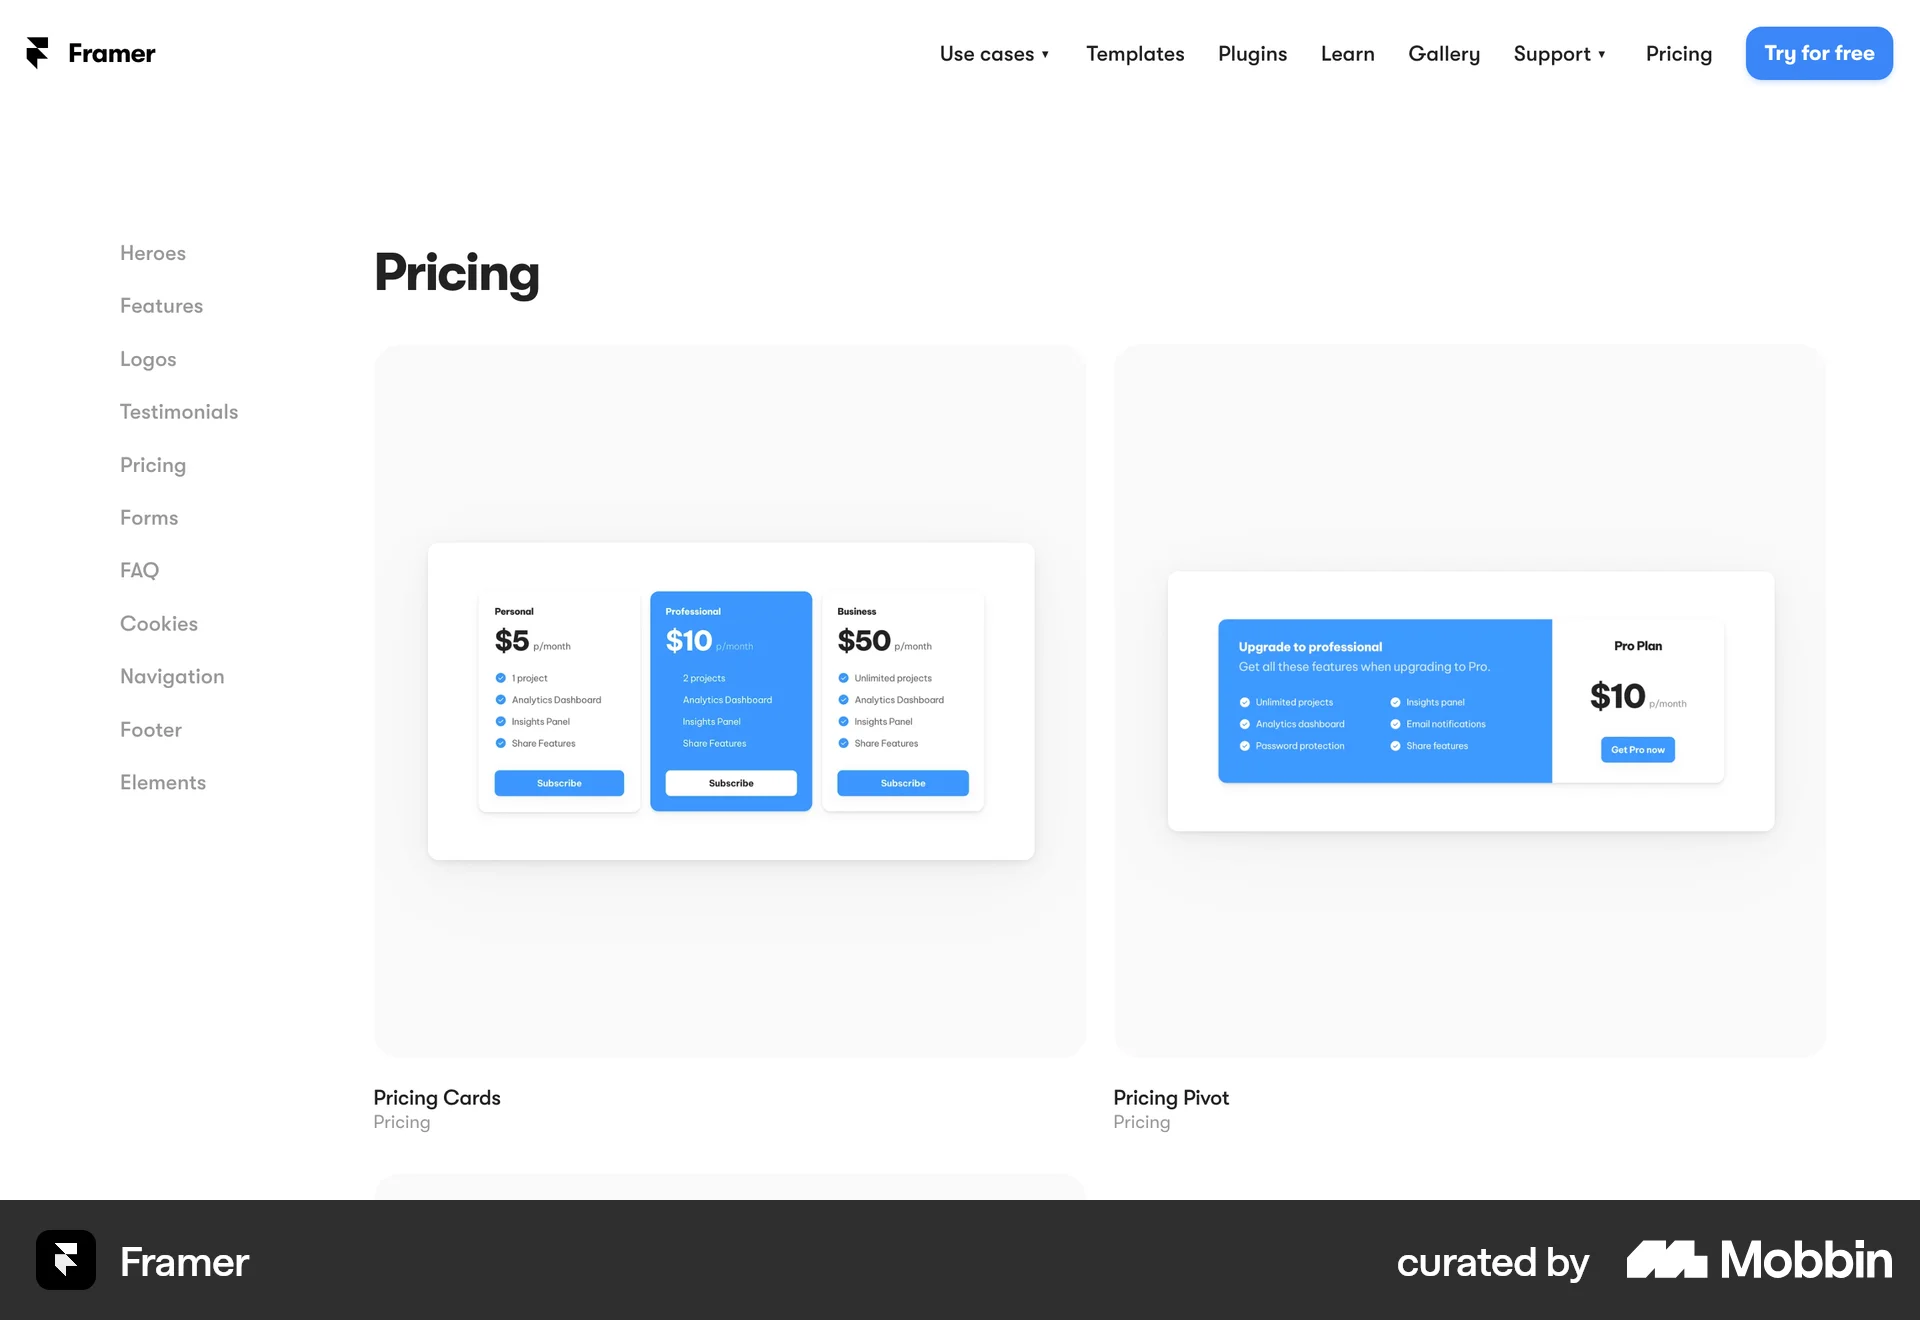 Framer
Use cases ▼ Templates Plugins Learn Gallery Support ▼ Pricing Try for free
Heroes
Features
Logos
Testimonials
Pricing
Forms
FAQ
Cookies
Navigation
Footer
Elements
Pricing
Personal
$5 p/month
1 project
Analytics Dashboard
Insights Panel
Share Features
Subscribe
Professional
$10 p/month
2 projects
Analytics Dashboard
Insights Panel
Share Features
Subscribe
Business
$50 p/month
Unlimited projects
Analytics Dashboard
Insights Panel
Share Features
Subscribe
Pricing Cards
Pricing
Upgrade to professional
Get all these features when upgrading to Pro.
Unlimited projects
Analytics dashboard
Password protection
Insights panel
Email notifications
Share features
Pro Plan
$10 p/month
Get Pro now
Pricing Pivot
Pricing
Framer
curated by Mobbin